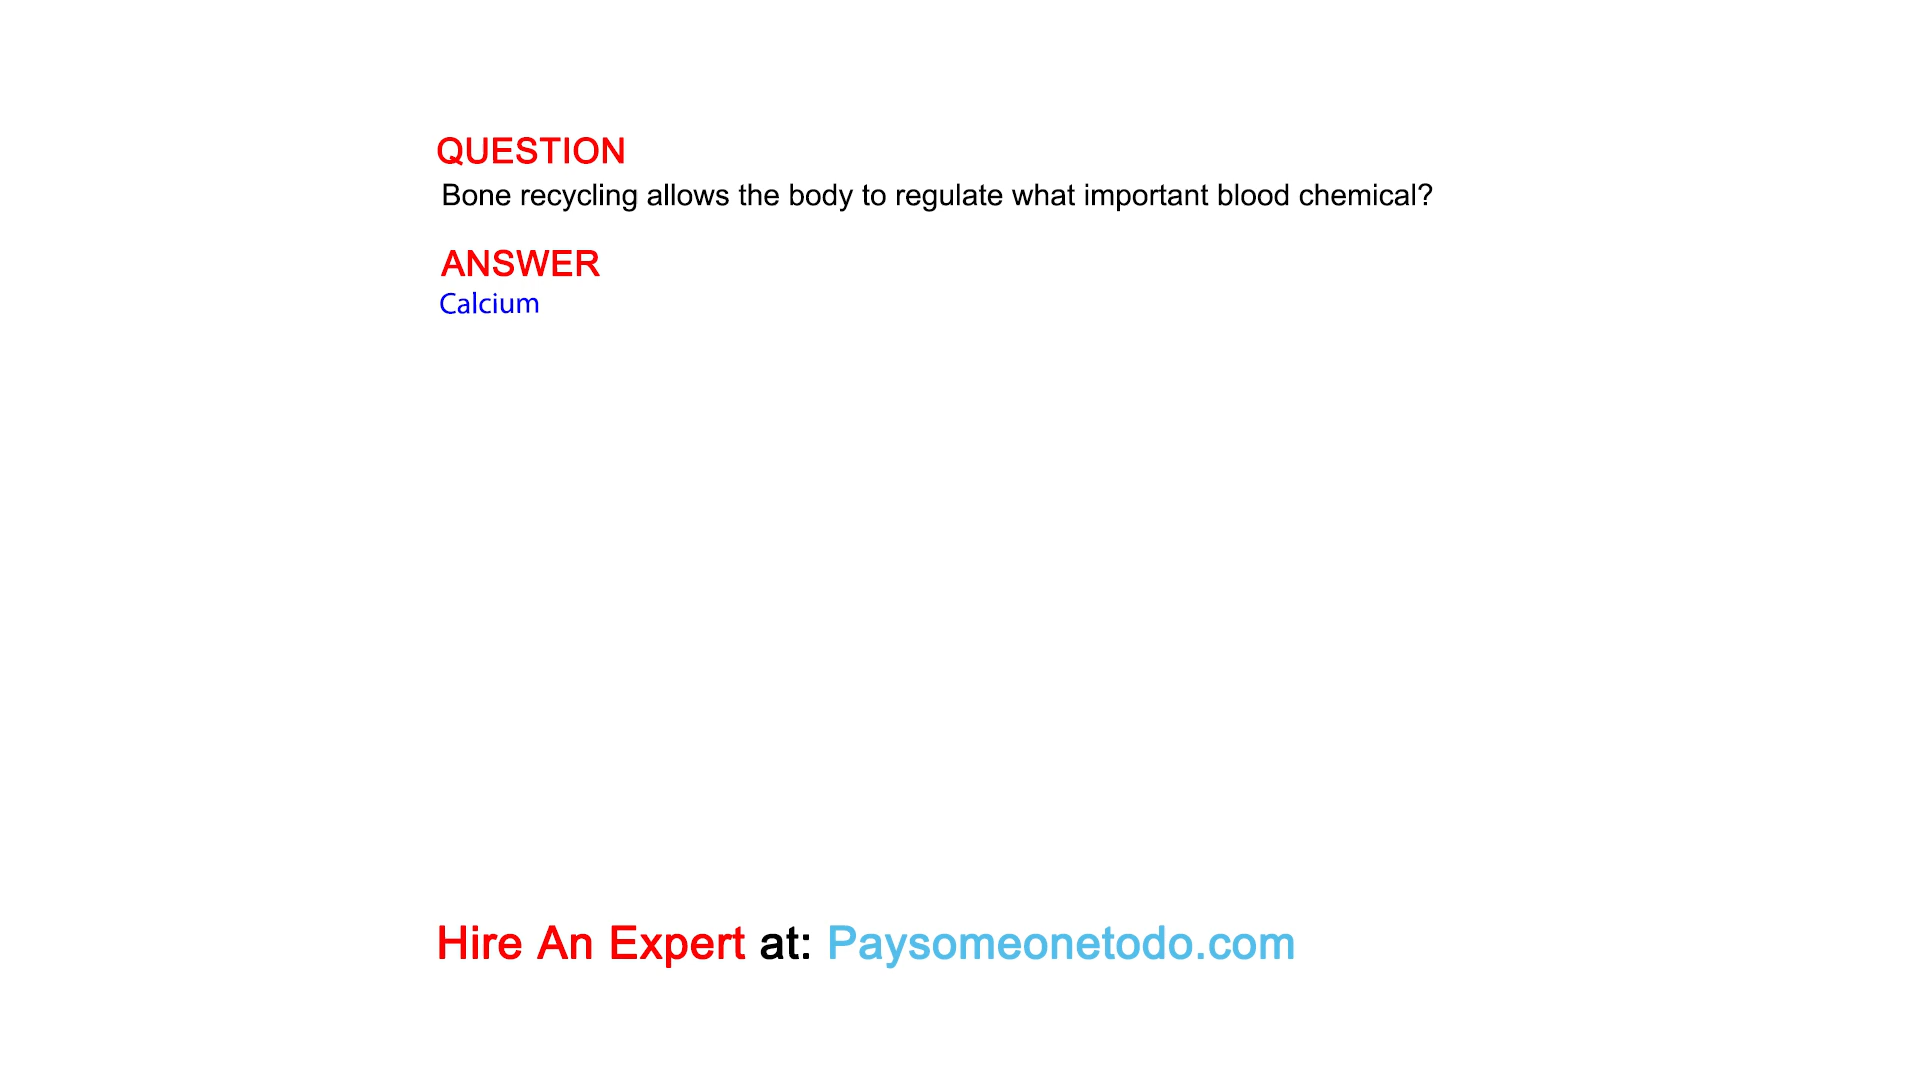 QUESTION
Bone recycling allows the body to regulate what important blood chemical?
ANSWER
Calcium
Hire An Expert at: Paysomeonetodo.com